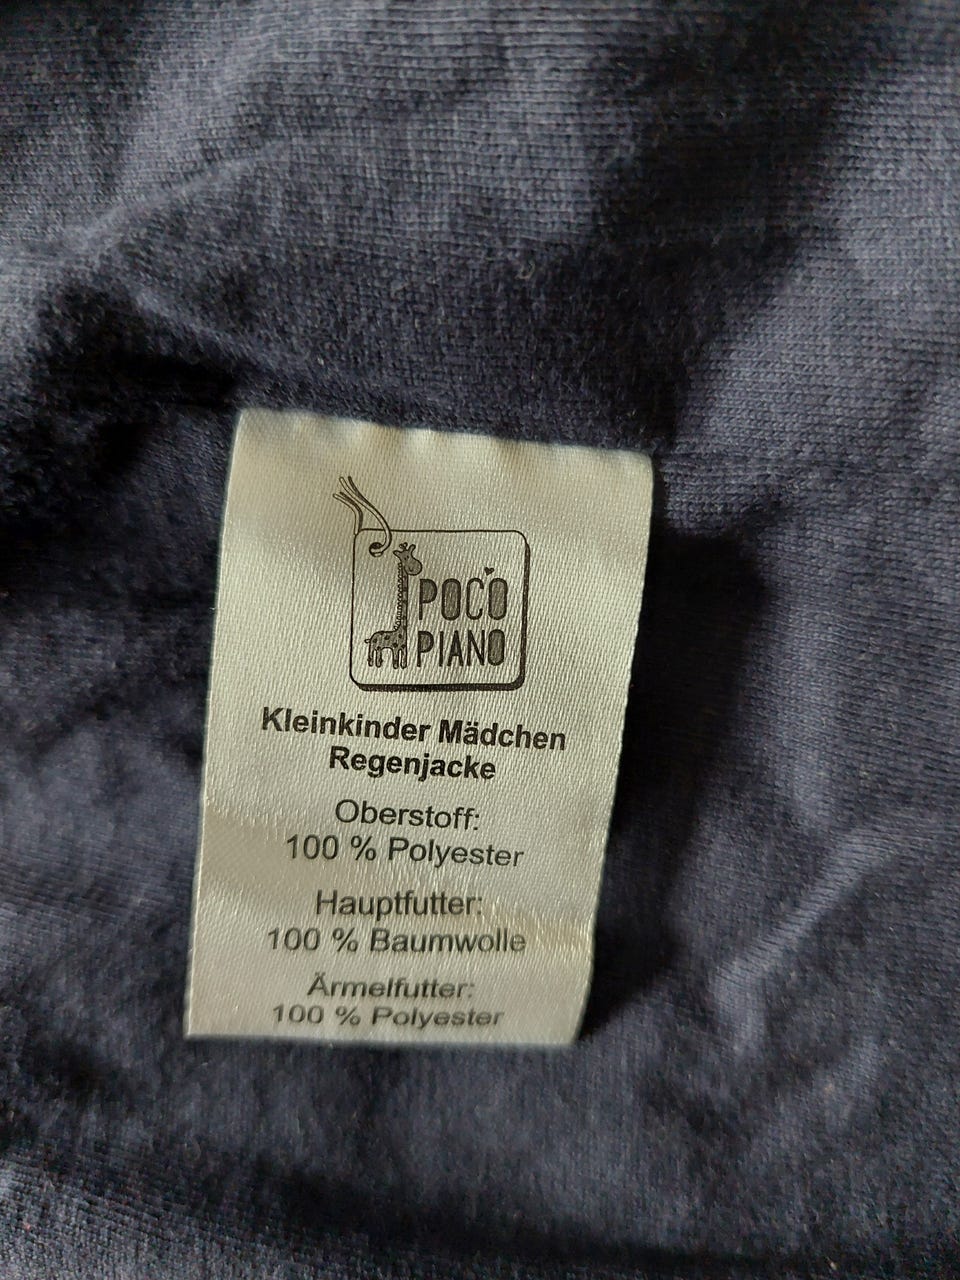 POCO
PIANO
Kleinkinder Mädchen
Regenjacke
Oberstoff:
100 % Polyester
Hauptfutter:
100 % Baumwolle
Ärmelfutter:
100 % Polyester